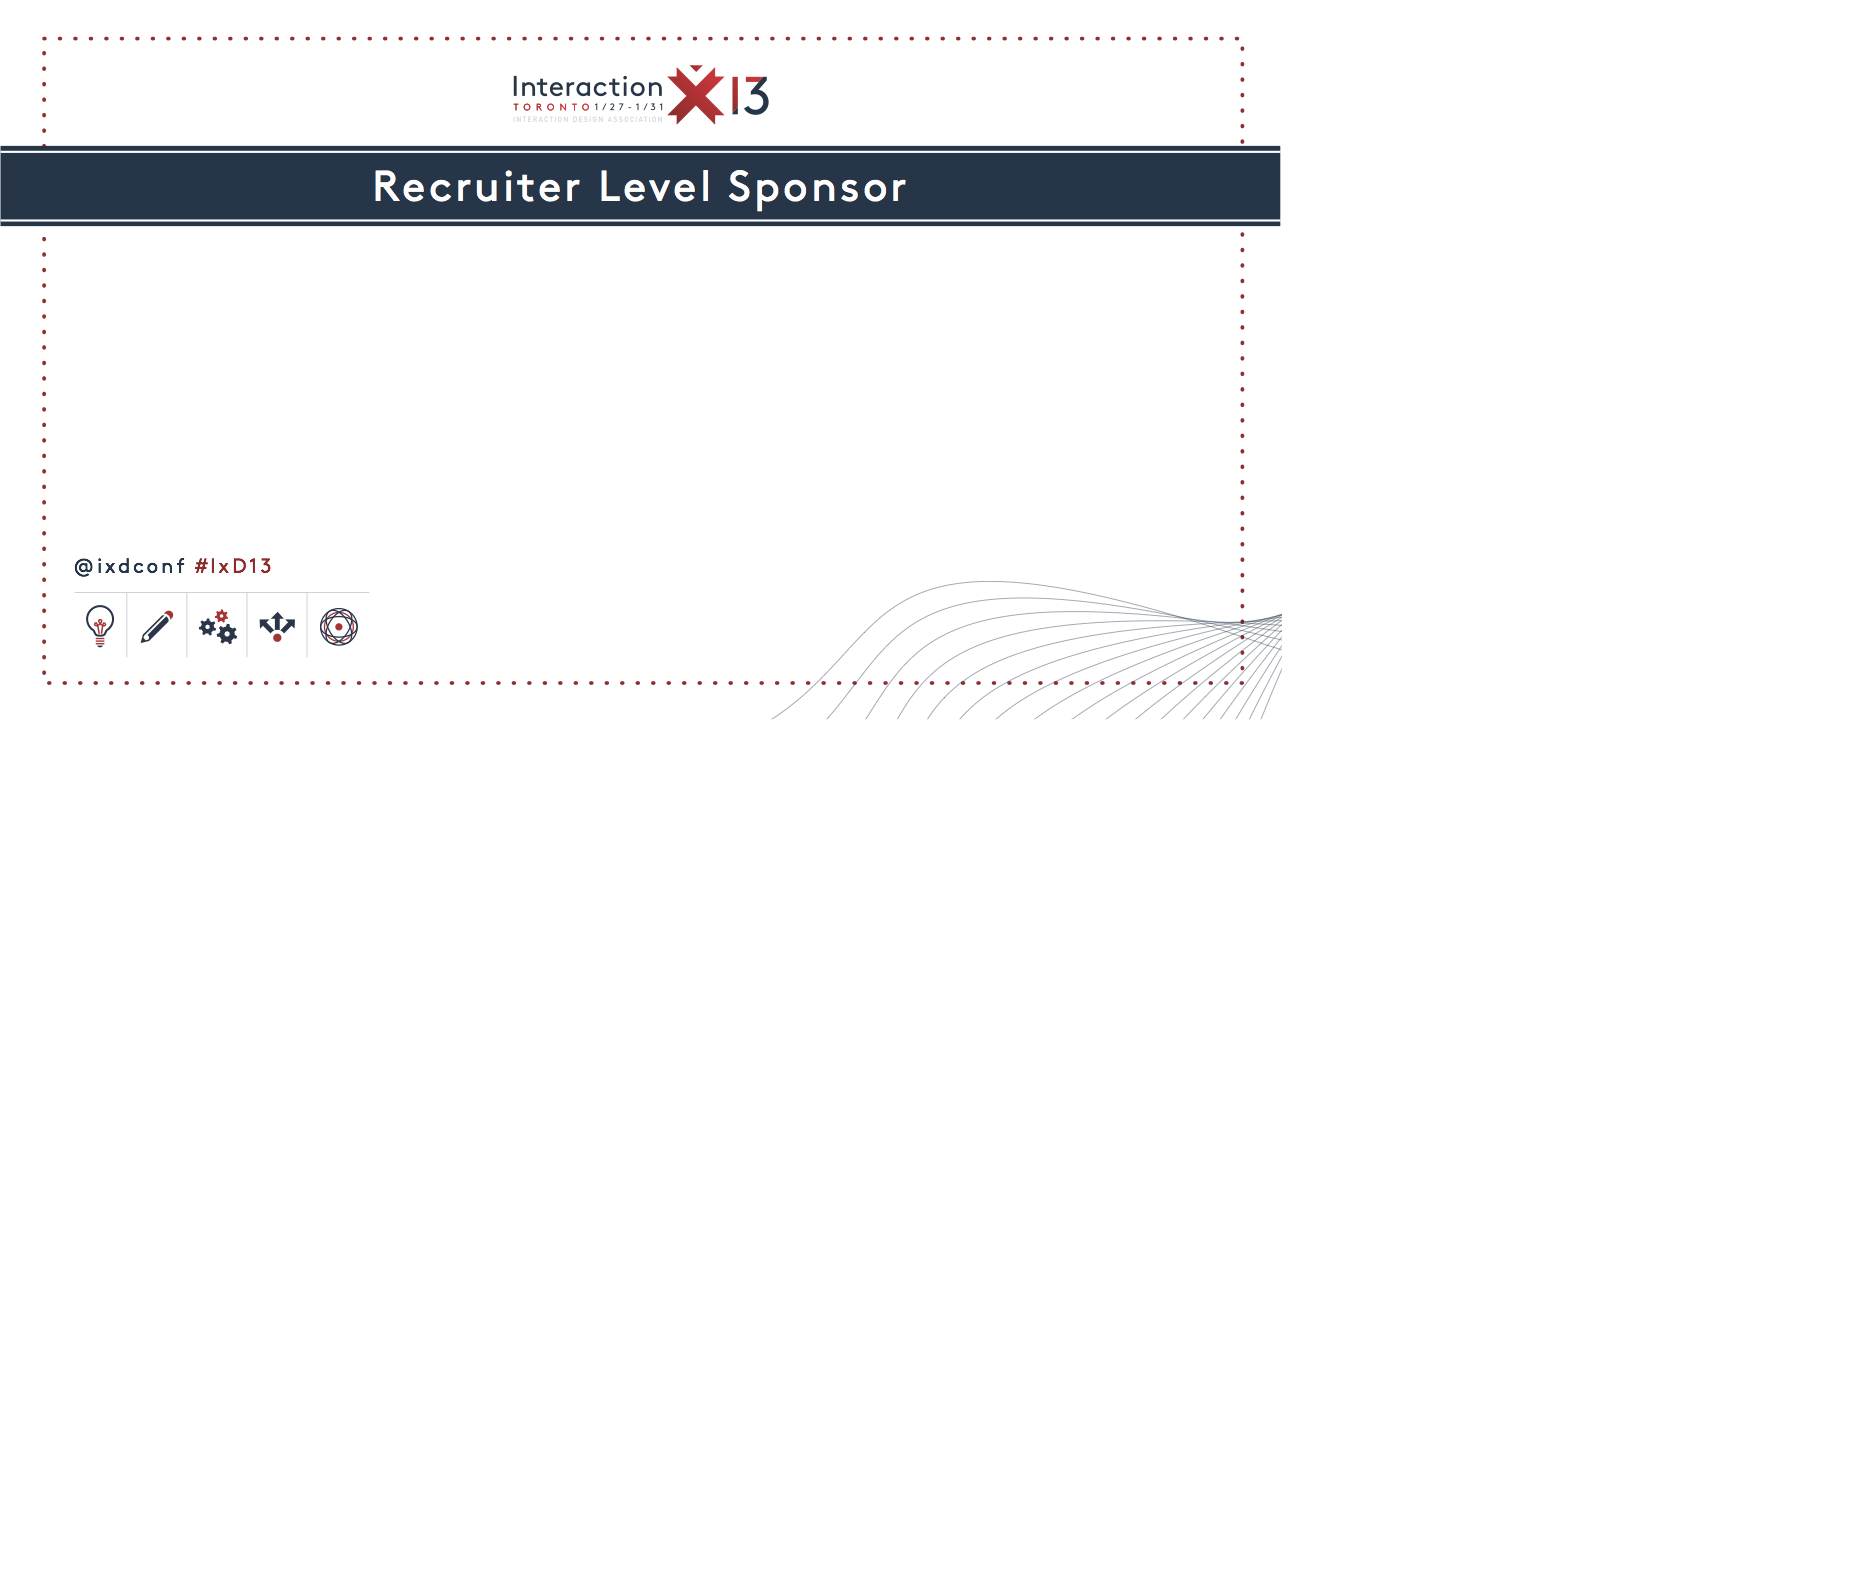 Interaction 13
TORONTO 1/27-1/31
INTERACTION DESIGN ASSOCIATION
Recruiter Level Sponsor
@ixdconf #IxD13